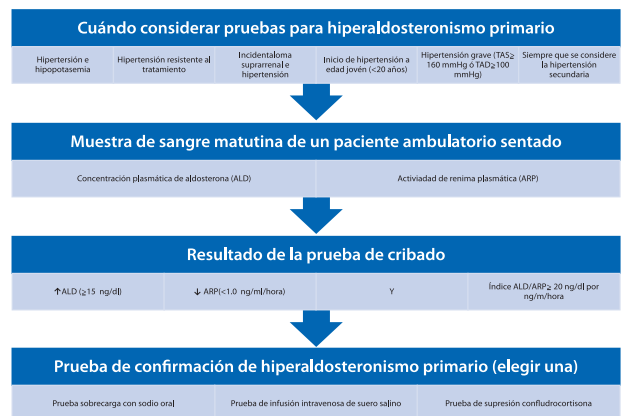 Cuándo considerar pruebas para hiperaldosteronismo primario
Hipertensión e
hipopotasemia
Hipertensión resistente al
tratamiento
Incidentaloma
suprarrenal e
hipertensión
Inicio de hipertensión a
edad jovén (<20 años)
Hipertensión grave (TAS≥
160 mmHg ó TAD≥100
mmHg)
Siempre que se considere
la hipertensión
secundaria
Muestra de sangre matutina de un paciente ambulatorio sentado
Concentración plasmática de aldosterona (ALD)
Activiadad de renima plasmática (ARP)
Resultado de la prueba de cribado
↑ALD (≥15 ng/dl)
↓ ARP(<1.0 ng/ml/hora)
Y
Índice ALD/ARP≥ 20 ng/dl por
ng/m/hora
Prueba de confirmación de hiperaldosteronismo primario (elegir una)
Prueba sobrecarga con sodio oral
Prueba de infusión intravenosa de suero salino
Prueba de supresión confludrocortisona